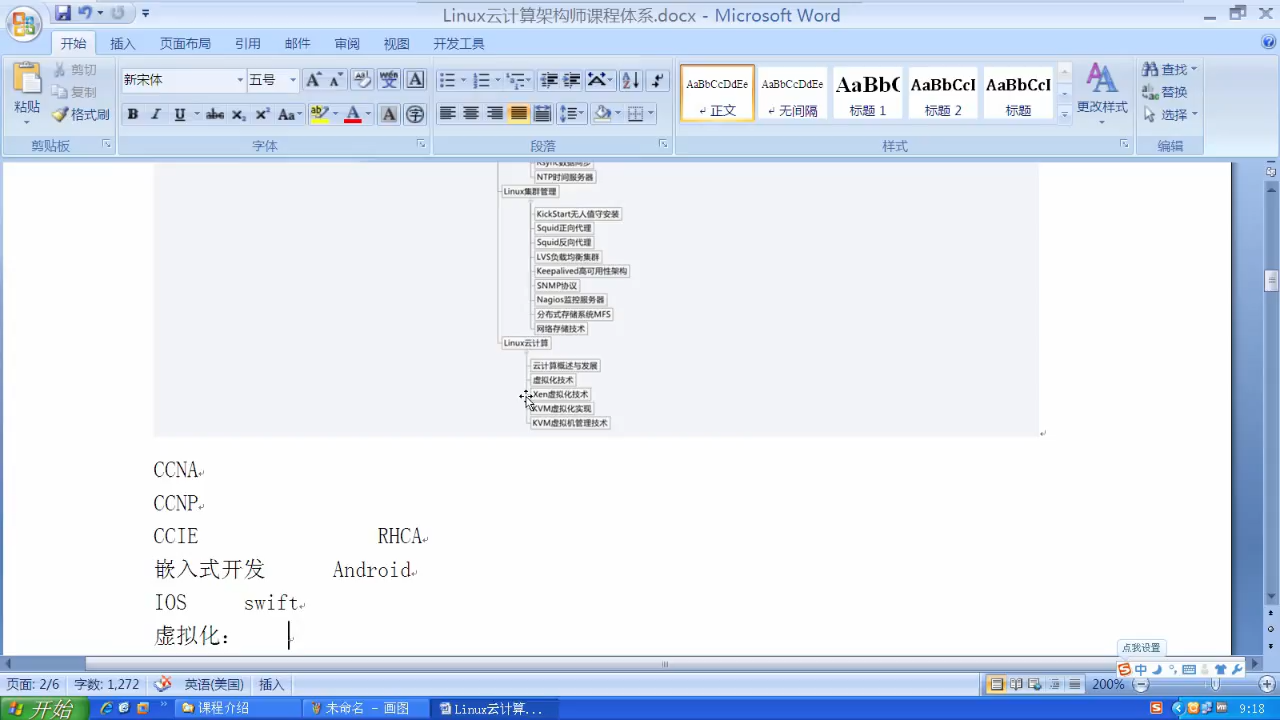 Linux云计算架构师课程体系.docx - Microsoft Word
开始 插入 页面布局 引用 邮件 审阅 视图 开发工具
剪切
复制
粘贴
格式刷
新宋体 五号
AaBbCcDdEe AaBbCcDdEe AaBbC AaBbCcI AaBbCcI
正文 无间隔 标题 1 标题 2 标题
更改样式
查找
替换
选择
剪贴板 字体 段落 样式 编辑
Rsync数据同步
NTP时间服务器
Linux集群管理
KickStart无人值守安装
Squid正向代理
Squid反向代理
LVS负载均衡集群
Keepalived高可用性架构
SNMP协议
Nagios监控服务器
分布式存储系统MFS
网络存储技术
Linux云计算
云计算概述与发展
虚拟化技术
Xen虚拟化技术
KVM虚拟化实现
KVM虚拟机管理技术
CCNA
CCNP
CCIE RHCA
嵌入式开发 Android
IOS swift
虚拟化：
点我设置
中
页面: 2/6 字数: 1,272 英语(美国) 插入 200%
开始 课程介绍 未命名 - 画图 Linux云计算... 9:18